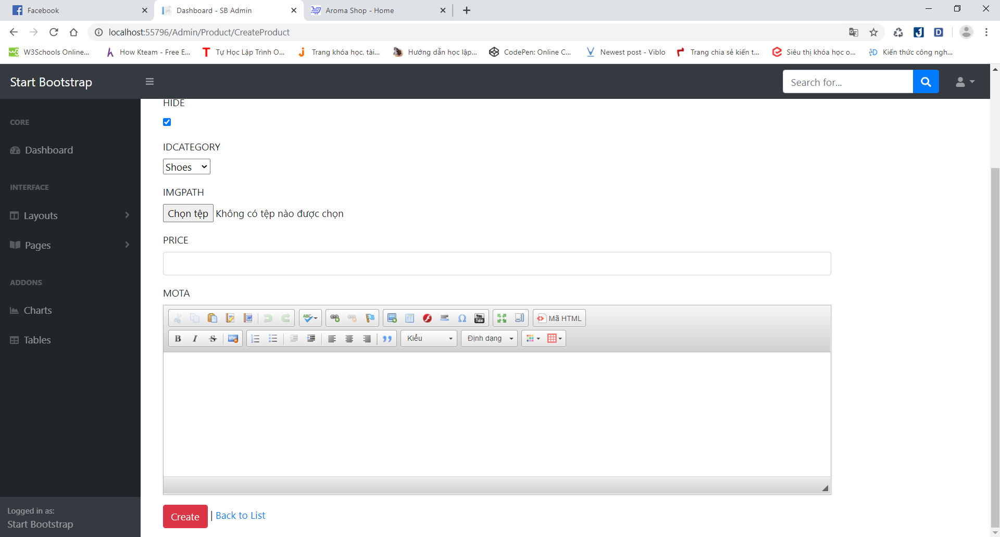 Facebook
Dashboard - SB Admin
Aroma Shop - Home
localhost:55796/Admin/Product/CreateProduct
W3Schools Online...
How Kteam - Free E...
Tự Học Lập Trình O...
Trang khóa học, tài...
Hướng dẫn học lập...
CodePen: Online C...
Newest post - Viblo
Trang chia sẻ kiến t...
Siêu thị khóa học o...
Kiến thức công ngh...
Start Bootstrap
Search for...
CORE
Dashboard
INTERFACE
Layouts
Pages
ADDONS
Charts
Tables
Logged in as:
Start Bootstrap
HIDE
IDCATEGORY
Shoes
IMGPATH
Chọn tệp Không có tệp nào được chọn
PRICE
MOTA
Mã HTML
Kiểu
Định dạng
Create | Back to List